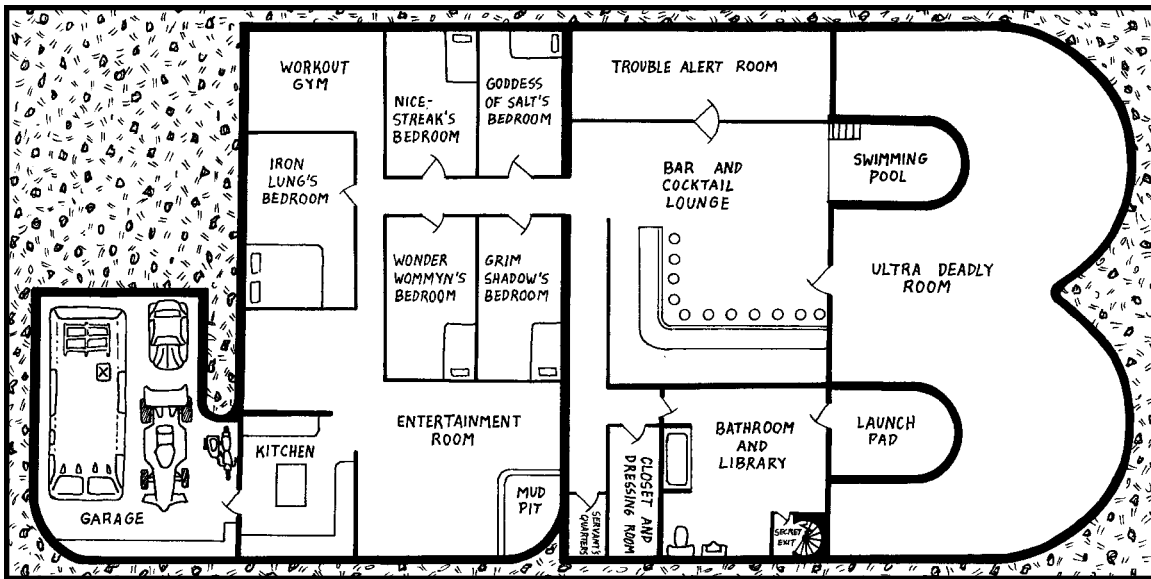 WORKOUT
GYM
NICE-
STREAK'S
BEDROOM
GODDESS
OF SALT'S
BEDROOM
TROUBLE ALERT ROOM
IRON
LUNG'S
BEDROOM
BAR AND
COCKTAIL
LOUNGE
SWIMMING
POOL
WONDER
WOMMYN'S
BEDROOM
GRIM
SHADOW'S
BEDROOM
ULTRA DEADLY
ROOM
ENTERTAINMENT
ROOM
KITCHEN
MUD
PIT
GARAGE
SERVANT'S
QUARTERS
CLOSET AND
DRESSING ROOM
BATHROOM
AND
LIBRARY
LAUNCH
PAD
SECRET
EXIT